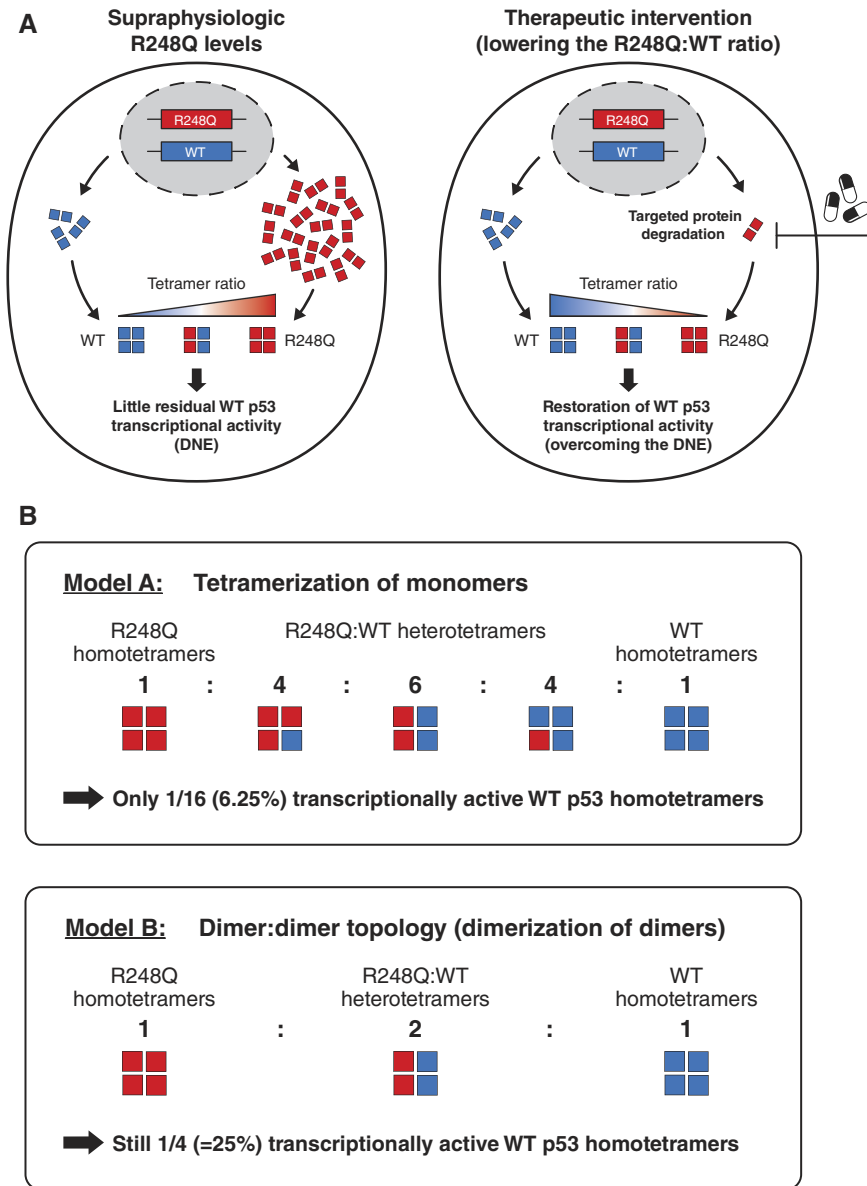 A
Supraphysiologic
R248Q levels
R248Q
WT
Tetramer ratio
WT
R248Q
Little residual WT p53
transcriptional activity
(DNE)
Therapeutic intervention
(lowering the R248Q:WT ratio)
R248Q
WT
Targeted protein
degradation
Tetramer ratio
WT
R248Q
Restoration of WT p53
transcriptional activity
(overcoming the DNE)
B
Model A: Tetramerization of monomers
R248Q
homotetramers
R248Q:WT heterotetramers
WT
homotetramers
1 : 4 : 6 : 4 : 1
Only 1/16 (6.25%) transcriptionally active WT p53 homotetramers
Model B: Dimer:dimer topology (dimerization of dimers)
R248Q
homotetramers
R248Q:WT
heterotetramers
WT
homotetramers
1 : 2 : 1
Still 1/4 (=25%) transcriptionally active WT p53 homotetramers